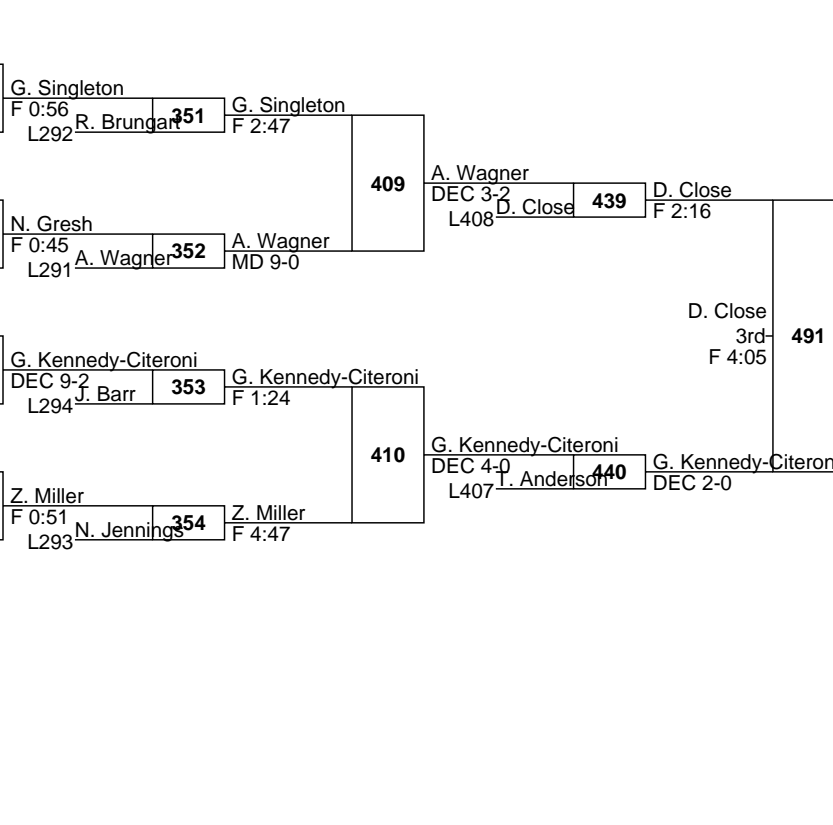 G. Singleton
F 0:56
L292
R. Brungart
351
G. Singleton
F 2:47
409
A. Wagner
DEC 3-2
L408
D. Close
439
D. Close
F 2:16
N. Gresh
F 0:45
L291
A. Wagner
352
A. Wagner
MD 9-0
D. Close
3rd
F 4:05
491
G. Kennedy-Citeroni
DEC 9-2
L294
J. Barr
353
G. Kennedy-Citeroni
F 1:24
410
G. Kennedy-Citeroni
DEC 4-0
L407
T. Anderson
440
G. Kennedy-Citeron
DEC 2-0
Z. Miller
F 0:51
L293
N. Jennings
354
Z. Miller
F 4:47